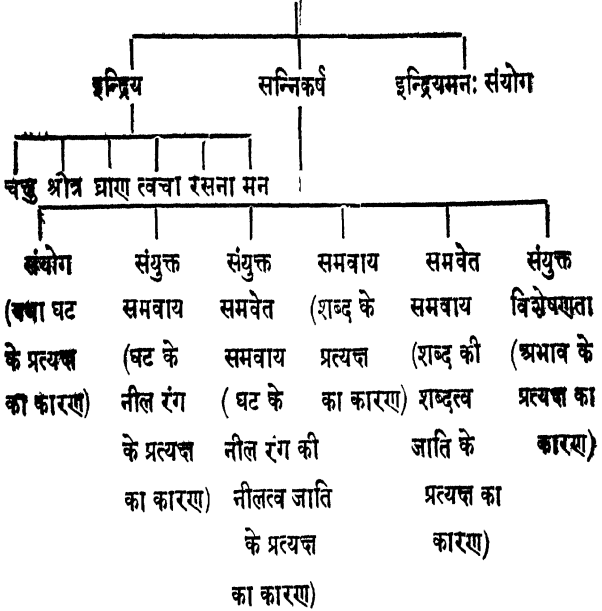 इन्द्रिय सन्निकर्ष इन्द्रियमनः संयोग
चक्षु श्रोत्र घ्राण त्वचा रसना मन
संयोग
(यथा घट
के प्रत्यक्ष
का कारण)
संयुक्त
समवाय
(घट के
नील रंग
के प्रत्यक्ष
का कारण)
संयुक्त
समवेत
समवाय
( घट के
नील रंग की
नीलत्व जाति
के प्रत्यक्ष
का कारण)
समवाय
(शब्द के
प्रत्यक्ष
का कारण)
समवेत
समवाय
(शब्द की
शब्दत्व
जाति के
प्रत्यक्ष का
कारण)
संयुक्त
विशेषणता
(अभाव के
प्रत्यक्ष का
कारण)